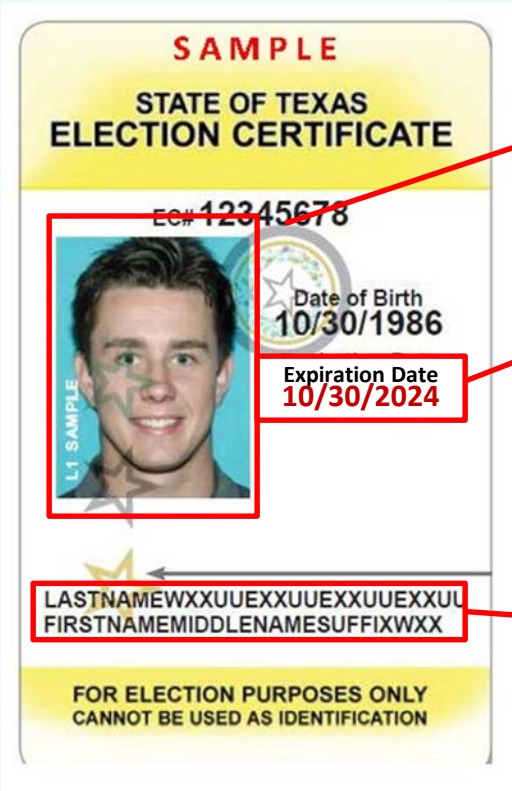 SAMPLE
STATE OF TEXAS
ELECTION CERTIFICATE
EC# 12345678
Date of Birth
10/30/1986
Expiration Date
10/30/2024
L1 SAMPLE
LASTNAMEWXXUUEXXUUEXXUUEXXUU
FIRSTNAMEMIDDLENAMESUFFIXWXX
FOR ELECTION PURPOSES ONLY
CANNOT BE USED AS IDENTIFICATION